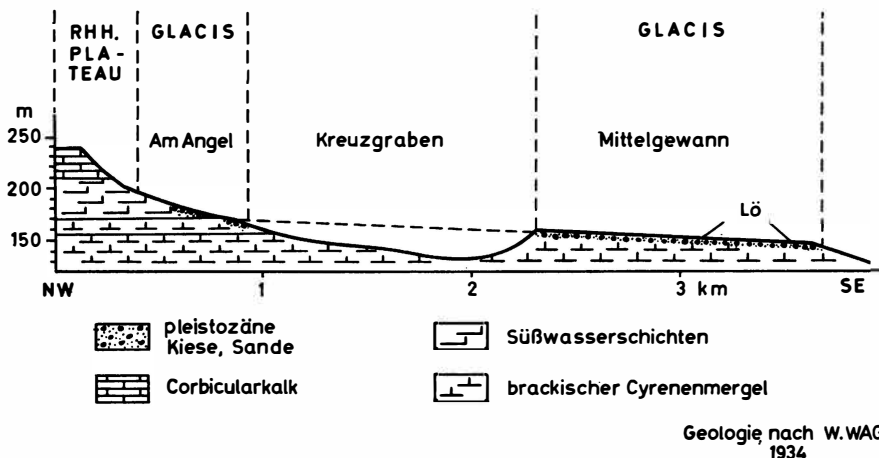 RHH. GLACIS GLACIS
PLA -
TEAU
m
250 Am Angel Kreuzgraben Mittelgewann
200
Lö
150
NW 1 2 3 km SE
pleistozäne
Kiese, Sande
Süßwasserschichten
Corbicularkalk
brackischer Cyrenenmergel
Geologie nach W. WAG
1934